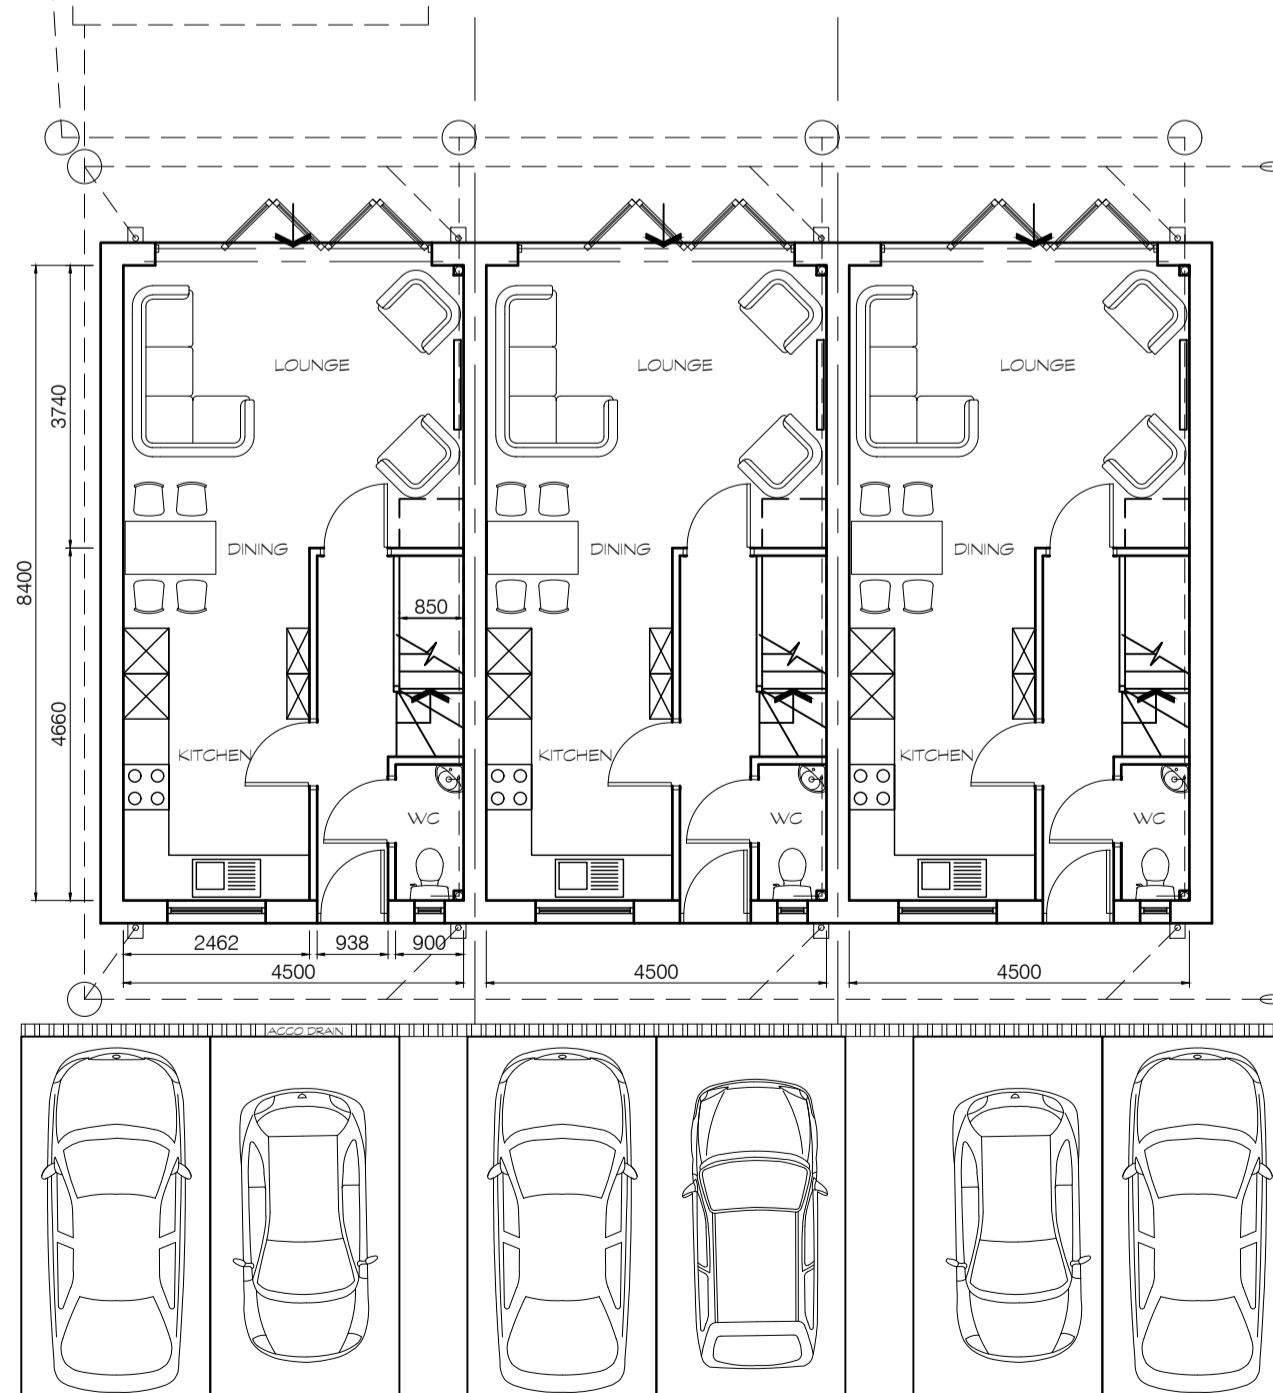 LOUNGE LOUNGE LOUNGE
3740
DINING DINING DINING
8400
850
4660
KITCHEN KITCHEN KITCHEN
WC WC WC
2462 938 900
4500 4500 4500
ACCO DRAIN